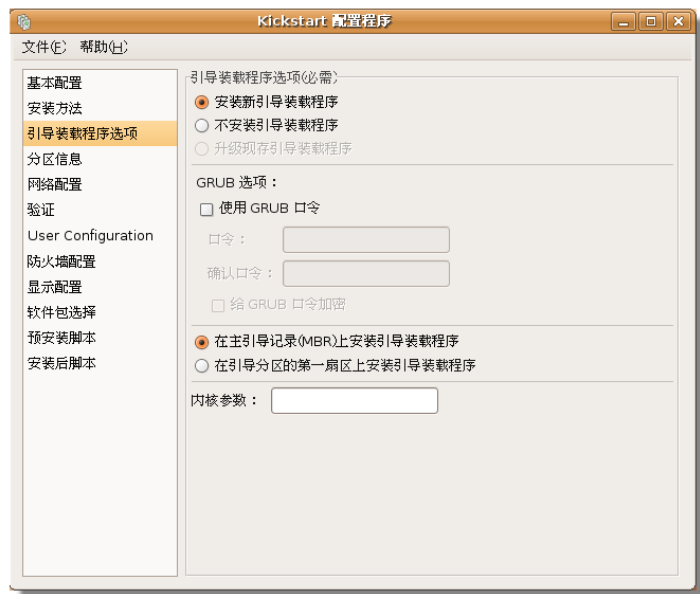 Kickstart 配置程序
文件(F) 帮助(H)
基本配置
安装方法
引导装载程序选项
分区信息
网络配置
验证
User Configuration
防火墙配置
显示配置
软件包选择
预安装脚本
安装后脚本
引导装载程序选项(必需)
安装新引导装载程序
不安装引导装载程序
升级现存引导装载程序
GRUB 选项：
使用 GRUB 口令
口令：
确认口令：
给 GRUB 口令加密
在主引导记录(MBR)上安装引导装载程序
在引导分区的第一扇区上安装引导装载程序
内核参数：